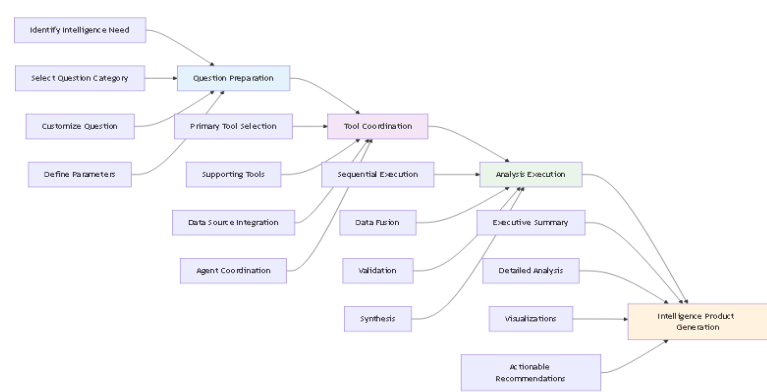 Identify Intelligence Need
Select Question Category
Question Preparation
Customize Question
Primary Tool Selection
Tool Coordination
Define Parameters
Supporting Tools
Sequential Execution
Analysis Execution
Data Source Integration
Data Fusion
Executive Summary
Agent Coordination
Validation
Detailed Analysis
Synthesis
Visualizations
Intelligence Product
Generation
Actionable
Recommendations